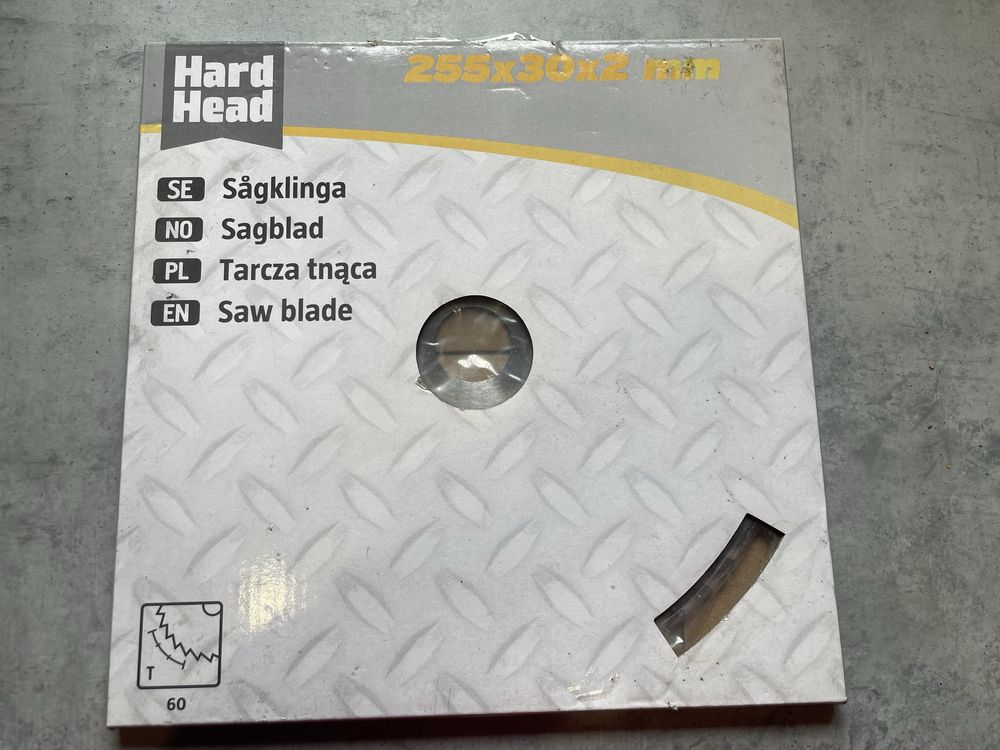 Hard
Head
255x30x2 mm
SE Sågklinga
NO Sagblad
PL Tarcza tnąca
EN Saw blade
T
60